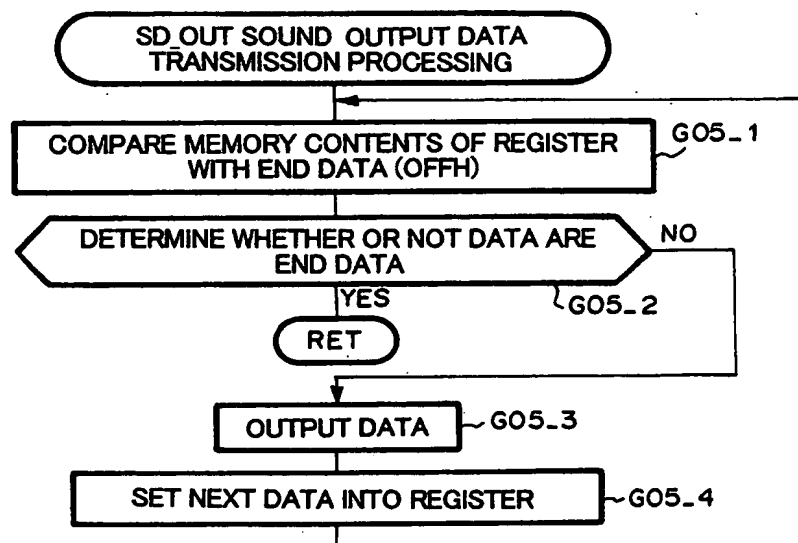 SD_OUT SOUND OUTPUT DATA
TRANSMISSION PROCESSING
COMPARE MEMORY CONTENTS OF REGISTER
WITH END DATA (OFFH)
G05_1
DETERMINE WHETHER OR NOT DATA ARE
END DATA
NO
YES
G05_2
RET
OUTPUT DATA
G05_3
SET NEXT DATA INTO REGISTER
G05_4